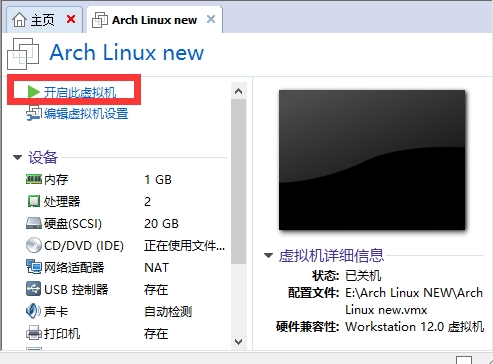 主页 Arch Linux new
Arch Linux new
开启此虚拟机
编辑虚拟机设置
设备
内存 1 GB
处理器 2
硬盘(SCSI) 20 GB
CD/DVD (IDE) 正在使用文件...
网络适配器 NAT
USB 控制器 存在
声卡 自动检测
打印机 存在
虚拟机详细信息
状态: 已关机
配置文件: E:\Arch Linux NEW\Arch
Linux new.vmx
硬件兼容性: Workstation 12.0 虚拟机